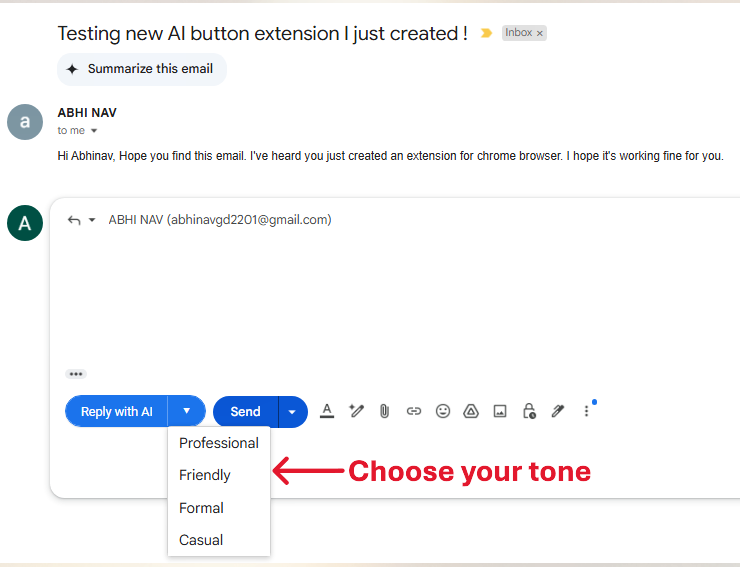 Testing new AI button extension I just created !
Inbox ×
Summarize this email
a
ABHI NAV
to me
Hi Abhinav, Hope you find this email. I've heard you just created an extension for chrome browser. I hope it's working fine for you.
A
ABHI NAV (abhinavgd2201@gmail.com)
Reply with AI
Send
A
Professional
Friendly
Choose your tone
Formal
Casual